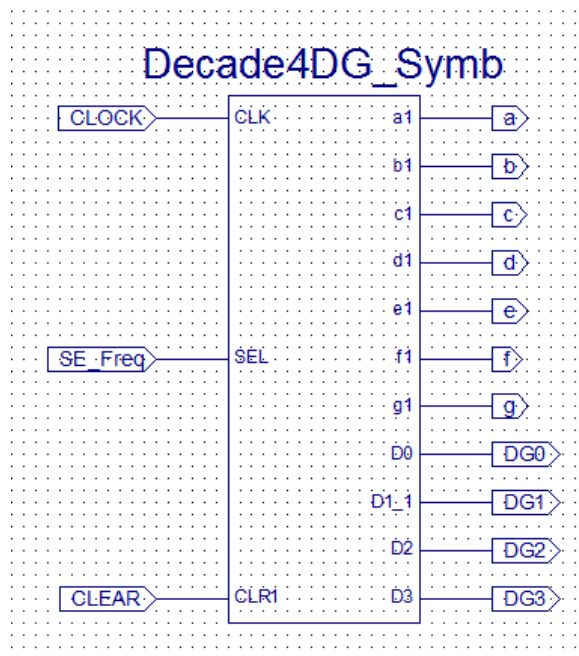 Decade4DG_Symb
CLOCK CLK a1 a
b1 b
c1 c
d1 d
e1 e
SE_Freq SEL f1 f
g1 g
D0 DG0
D1_1 DG1
D2 DG2
CLEAR CLR1 D3 DG3